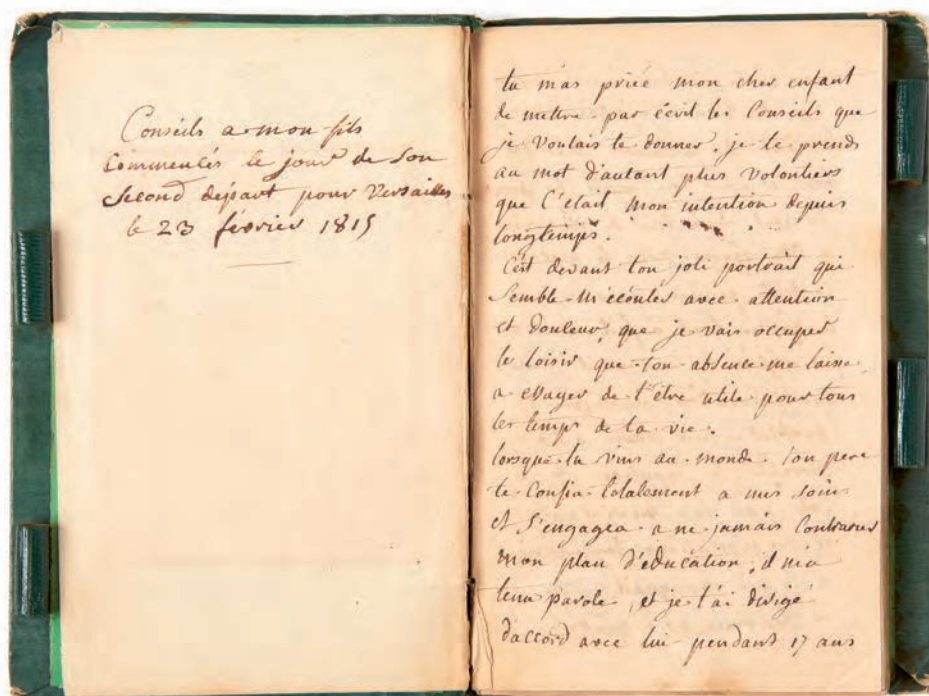 Conseils a mon fils
Commencés le jour de son
Second départ pour Versailles
le 23 février 1815
tu m'as priée mon cher enfant
de mettre par écrit les Conseils que
je voulais te donner, je te prends
au mot d'autant plus volontiers
que C'était mon intention depuis
longtemps.
C'est devant ton joli portrait qui
Semble m'écouter avec attention
et douleur, que je vais occuper
le loisir que ton absence me laisse
a essayer de t'être utile pour tous
les temps de ta vie.
lorsque tu vins au monde ton pere
te Confia totalement a mes soins
et s'engagea a ne jamais Contrarier
mon plan d'éducation, il m'a
tenu parole, et je t'ai dirigé
d'accord avec lui pendant 17 ans